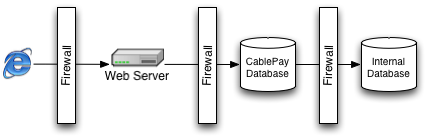 Firewall
Web Server
Firewall
CablePay
Database
Firewall
Internal
Database